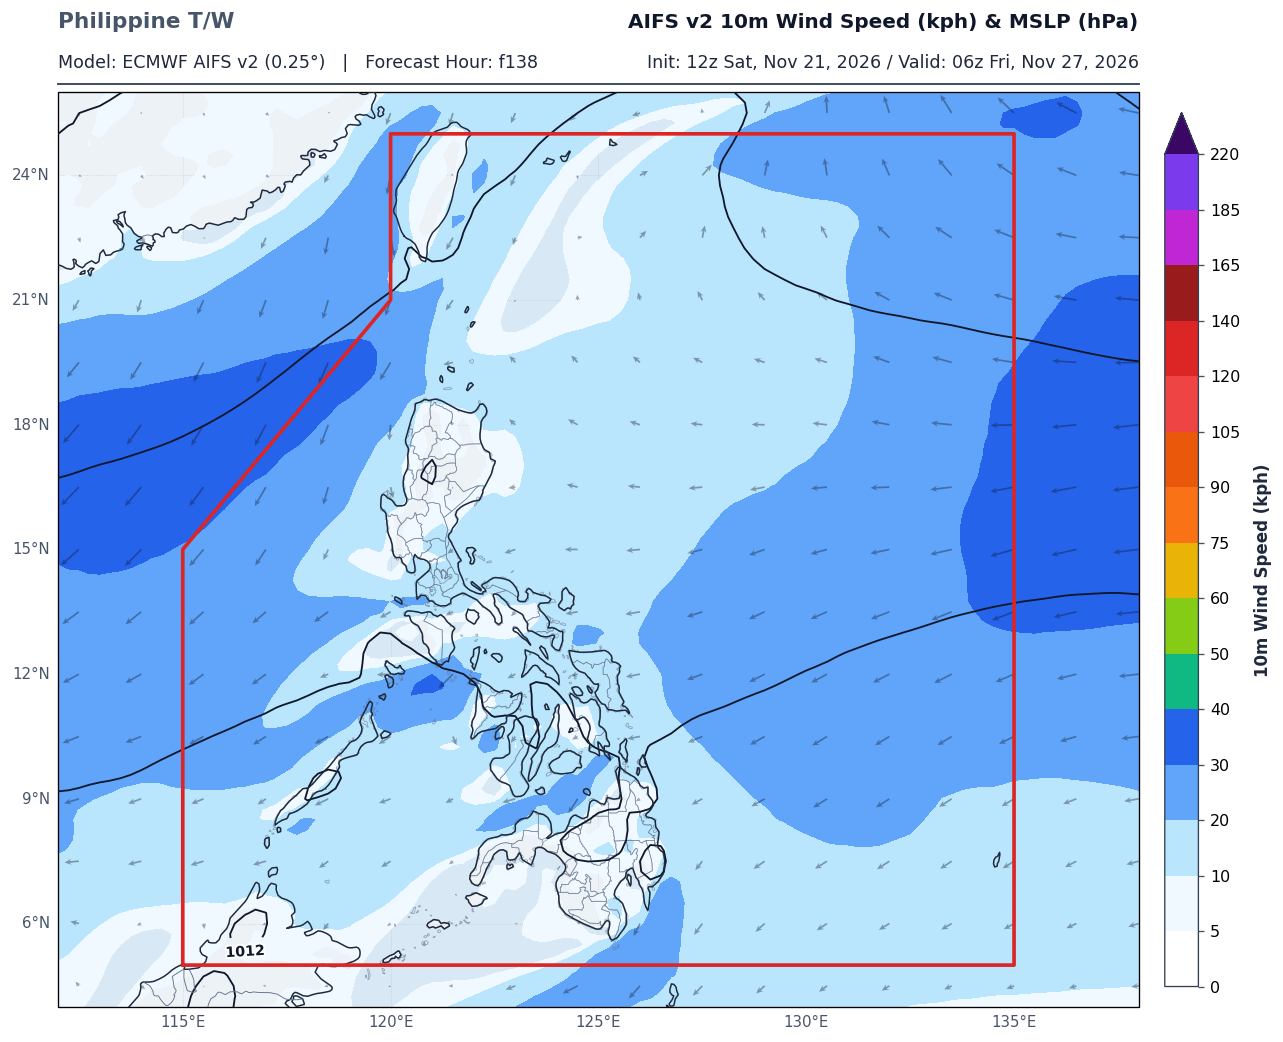 Philippine T/W
AIFS v2 10m Wind Speed (kph) & MSLP (hPa)
Model: ECMWF AIFS v2 (0.25°) | Forecast Hour: f138
Init: 12z Sat, Nov 21, 2026 / Valid: 06z Fri, Nov 27, 2026
24°N
21°N
18°N
15°N
12°N
9°N
6°N
1012
115°E
120°E
125°E
130°E
135°E
220
185
165
140
120
105
90
75
60
50
40
30
20
10
5
0
10m Wind Speed (kph)